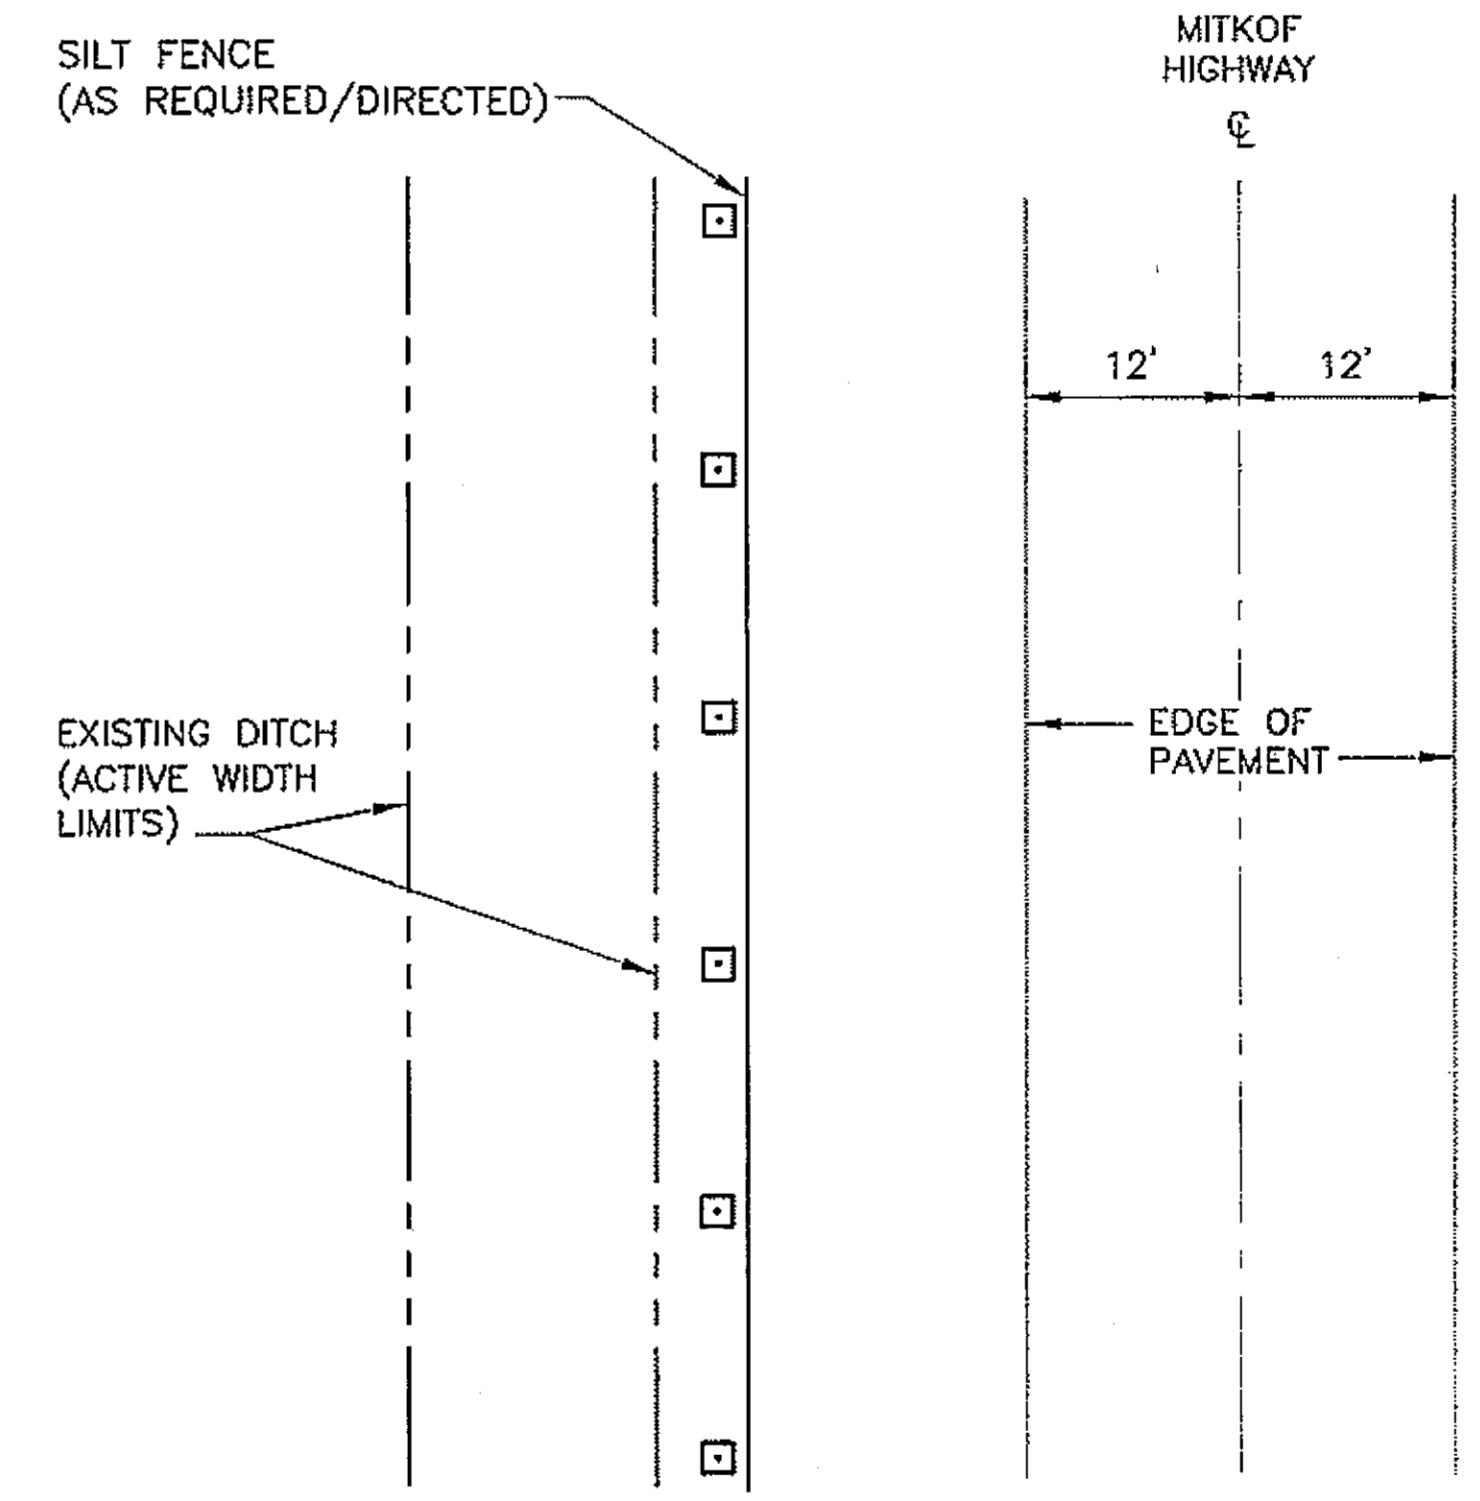 SILT FENCE
(AS REQUIRED/DIRECTED)
MITKOF
HIGHWAY
℄
12' 12'
EXISTING DITCH
(ACTIVE WIDTH
LIMITS)
EDGE OF
PAVEMENT